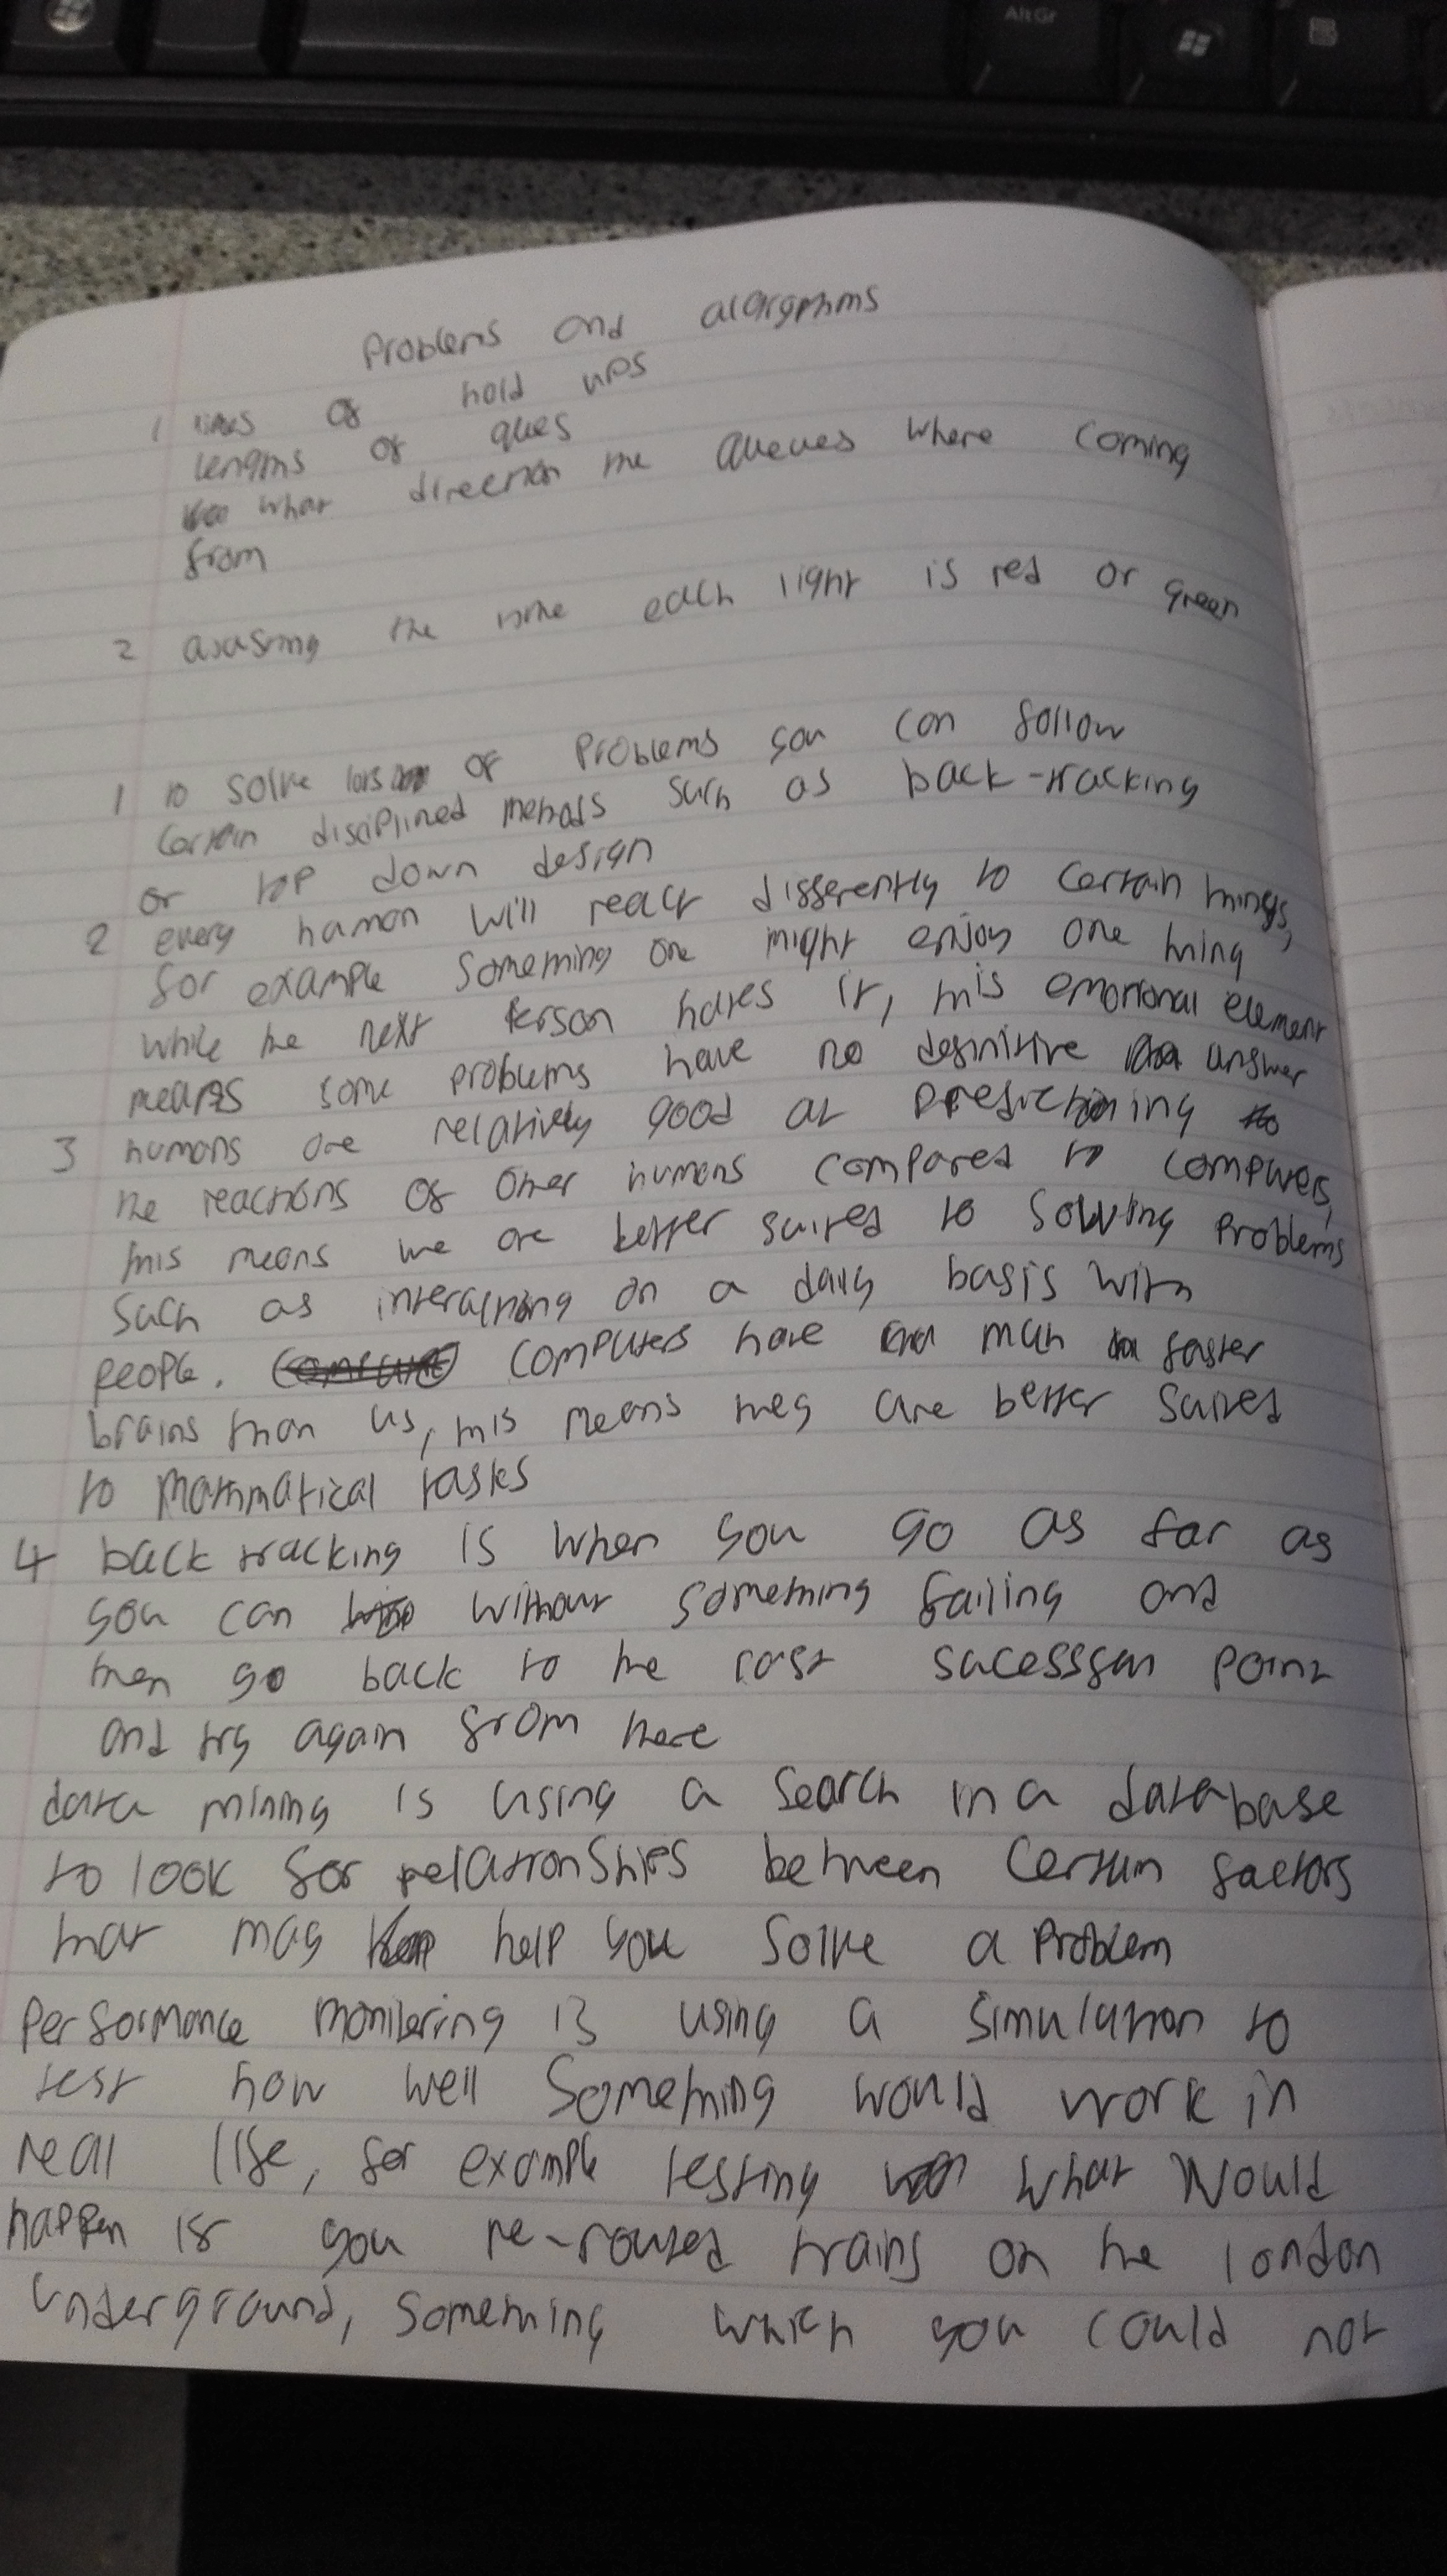 AltGr
Problems and algorythms
1 times of hold ups
lengths of ques
what direction the queues where coming
from
2 the time each light is red or green
1 to solve lots of problems you can follow
certain disciplined methods such as back-tracking
or top down design
2 every human will react differently to certain things,
for example someming one might enjoy one thing
while the next person hates it, this emotional element
means some problems have no definitive answer
3 humans are relatively good at predictioning
the reactions of other humans compared to computers,
this means we are better suited to solving problems
such as interacting on a daily basis with
people. computers have much faster
brains than us, this means they are better suited
to mathmatical tasks
4 back tracking is when you go as far as
you can without something failing and
then go back to the last sucessful point
and try again from there
data mining is using a search in a database
to look for relationships between certain factors
that may help you solve a problem
performance monitering is using a simulation to
test how well something would work in
real life, for example testing what would
happen if you re-routed trains on the london
underground, something which you could not